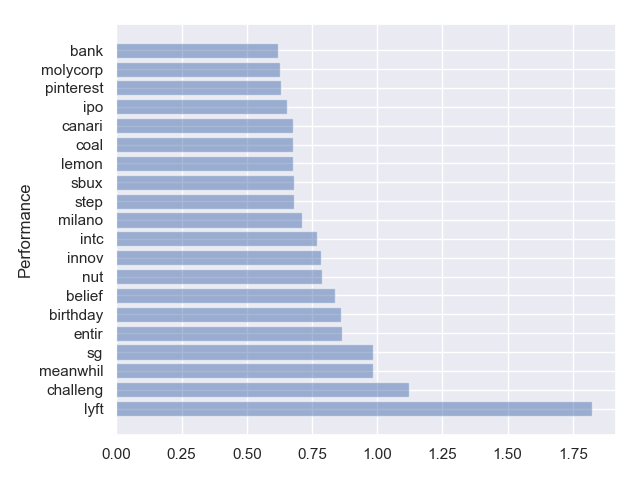 bank
molycorp
pinterest
ipo
canari
coal
lemon
sbux
step
milano
intc
innov
nut
belief
birthday
entir
sg
meanwhil
challeng
lyft
Performance
0.00 0.25 0.50 0.75 1.00 1.25 1.50 1.75